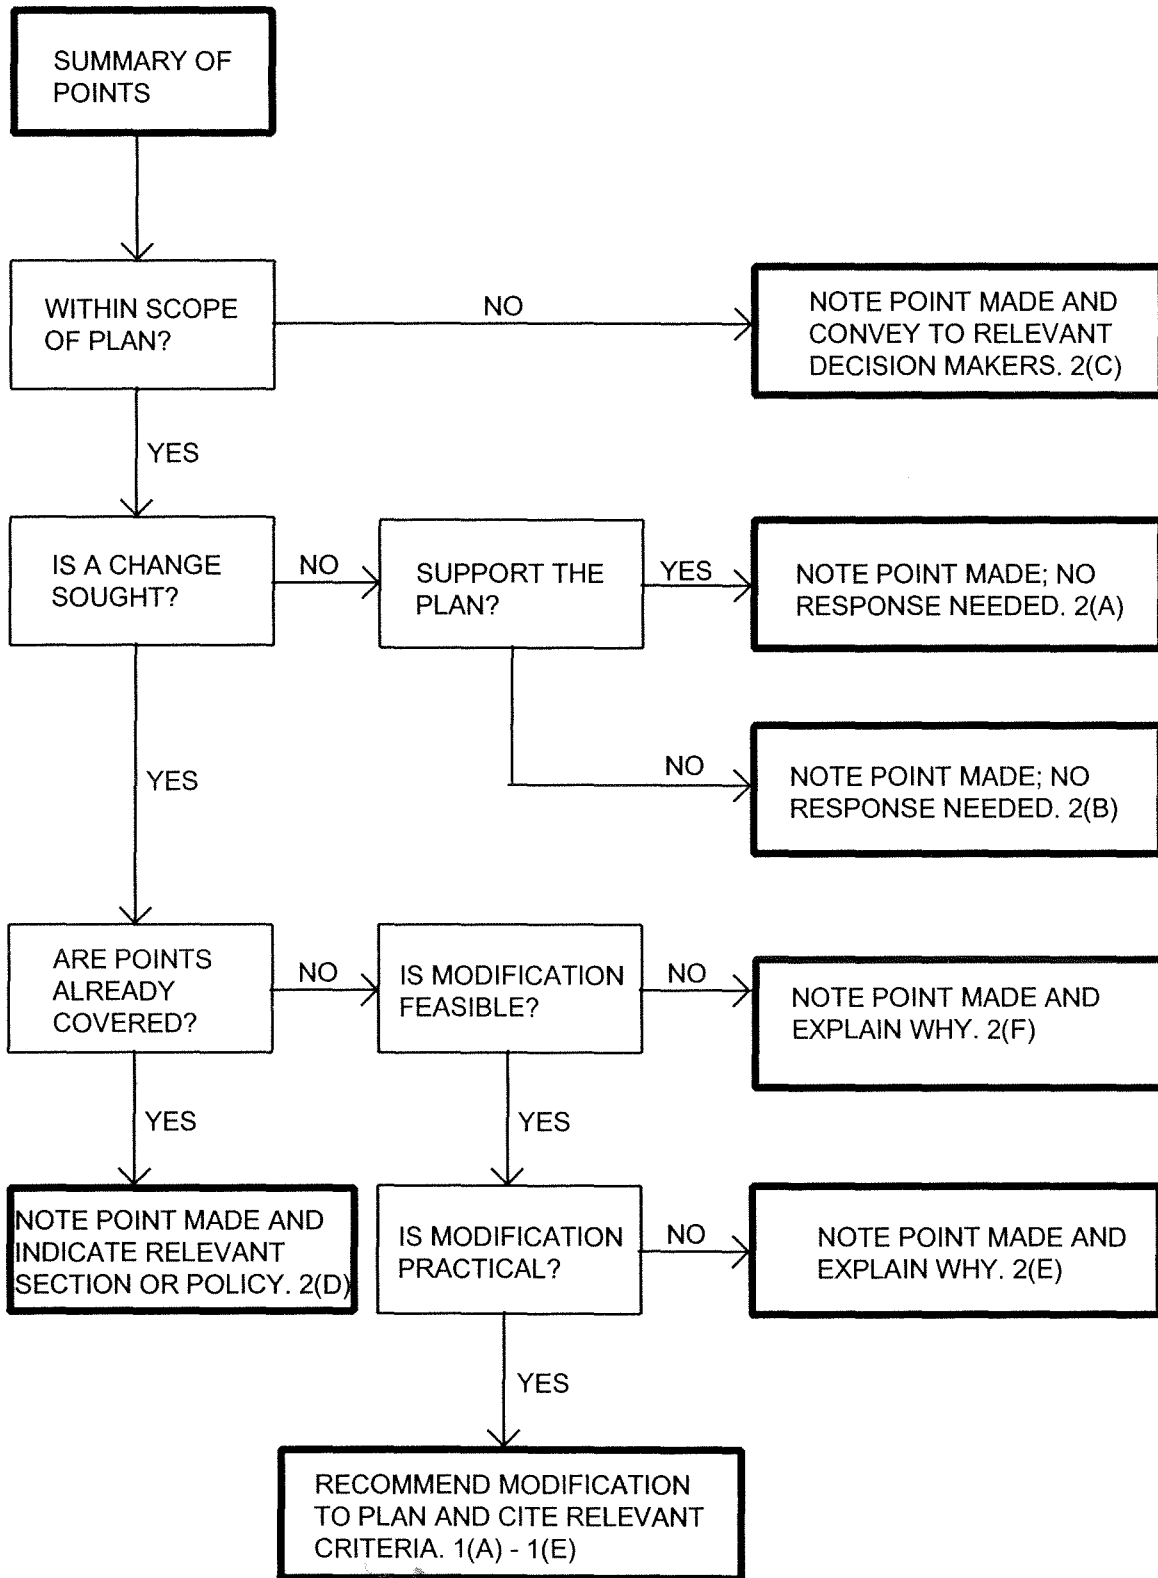 SUMMARY OF
POINTS
WITHIN SCOPE
OF PLAN?
NO
NOTE POINT MADE AND
CONVEY TO RELEVANT
DECISION MAKERS. 2(C)
YES
IS A CHANGE
SOUGHT?
NO
SUPPORT THE
PLAN?
YES
NOTE POINT MADE; NO
RESPONSE NEEDED. 2(A)
NO
NOTE POINT MADE; NO
RESPONSE NEEDED. 2(B)
YES
ARE POINTS
ALREADY
COVERED?
NO
IS MODIFICATION
FEASIBLE?
NO
NOTE POINT MADE AND
EXPLAIN WHY. 2(F)
YES
YES
NOTE POINT MADE AND
INDICATE RELEVANT
SECTION OR POLICY. 2(D)
IS MODIFICATION
PRACTICAL?
NO
NOTE POINT MADE AND
EXPLAIN WHY. 2(E)
YES
RECOMMEND MODIFICATION
TO PLAN AND CITE RELEVANT
CRITERIA. 1(A) - 1(E)